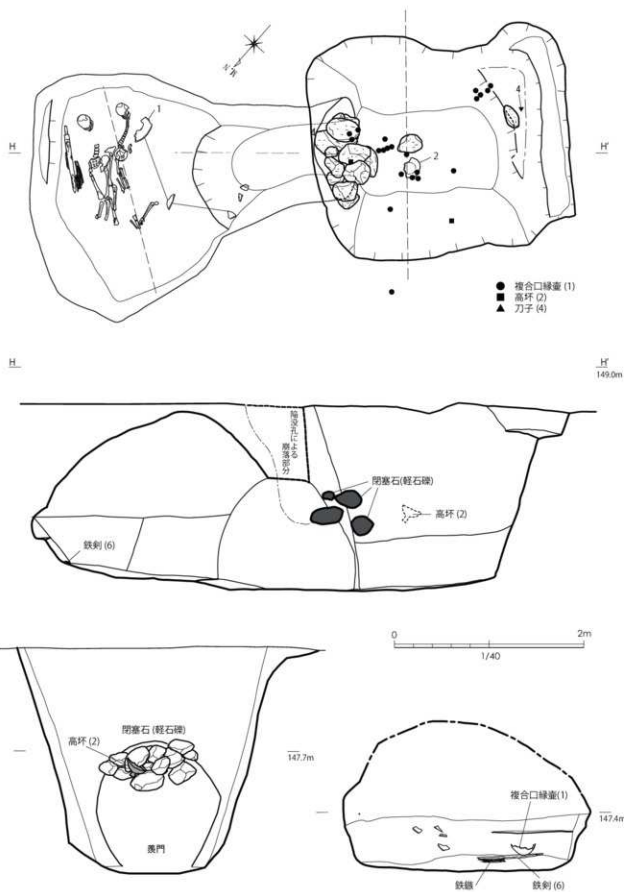 1
4
M.N
H
H'
2
● 複合口縁壷 (1)
■ 高坏 (2)
▲ 刀子 (4)
H
H'
149.0m
陥没孔による
崩落部分
閉塞石(軽石礫)
高坏 (2)
鉄剣 (6)
0
2m
1/40
閉塞石 (軽石礫)
高坏 (2)
147.7m
羨門
複合口縁壷(1)
147.4m
鉄鏃
鉄剣 (6)